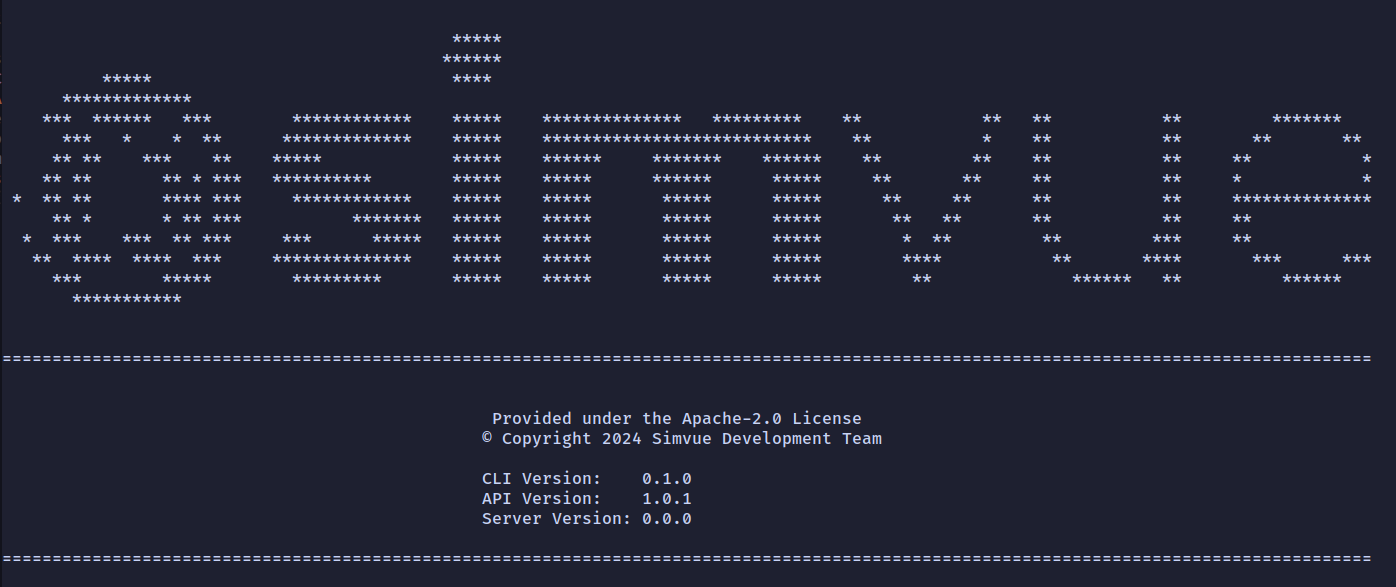 simvue
Provided under the Apache-2.0 License
© Copyright 2024 Simvue Development Team
CLI Version: 0.1.0
API Version: 1.0.1
Server Version: 0.0.0